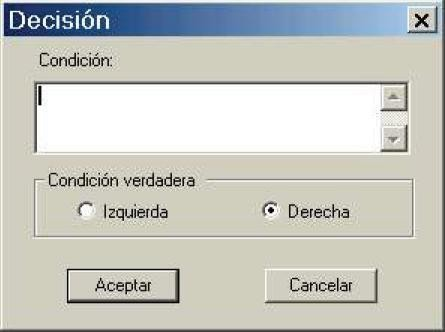 Decisión
Condición:
Condición verdadera
Izquierda Derecha
Aceptar Cancelar